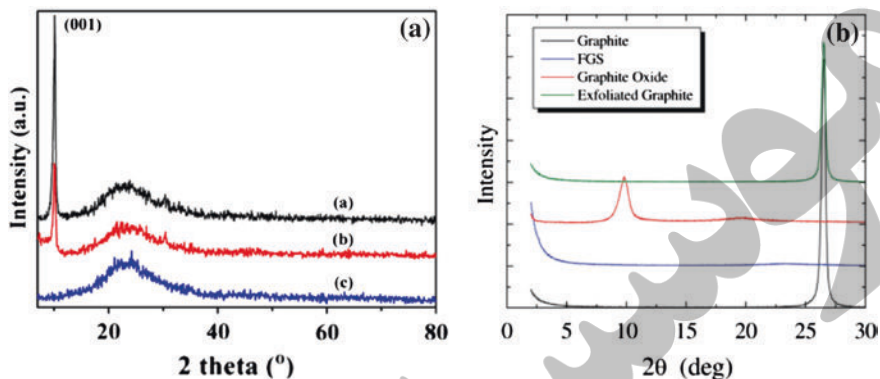 (001)
(a)
(a)
(b)
(c)
Intensity (a.u.)
20
40
60
80
2 theta (°)
(b)
Graphite
FGS
Graphite Oxide
Exfoliated Graphite
Intensity
0
5
10
15
20
25
30
2θ (deg)